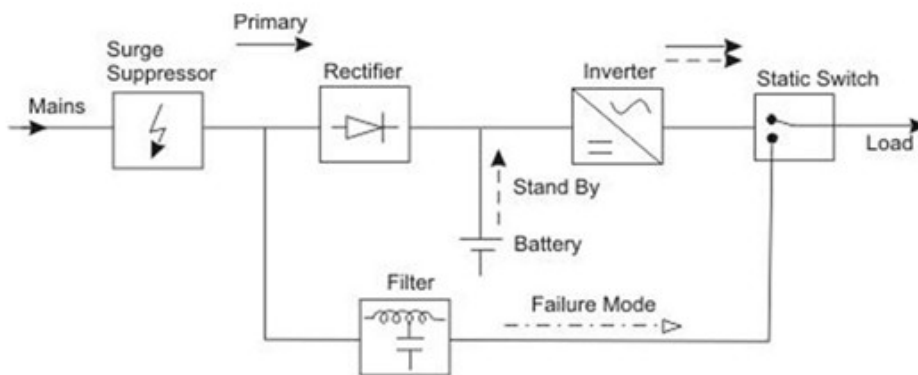 Primary
Surge
Suppressor
Rectifier
Inverter
Static Switch
Mains
Load
Stand By
Battery
Filter
Failure Mode